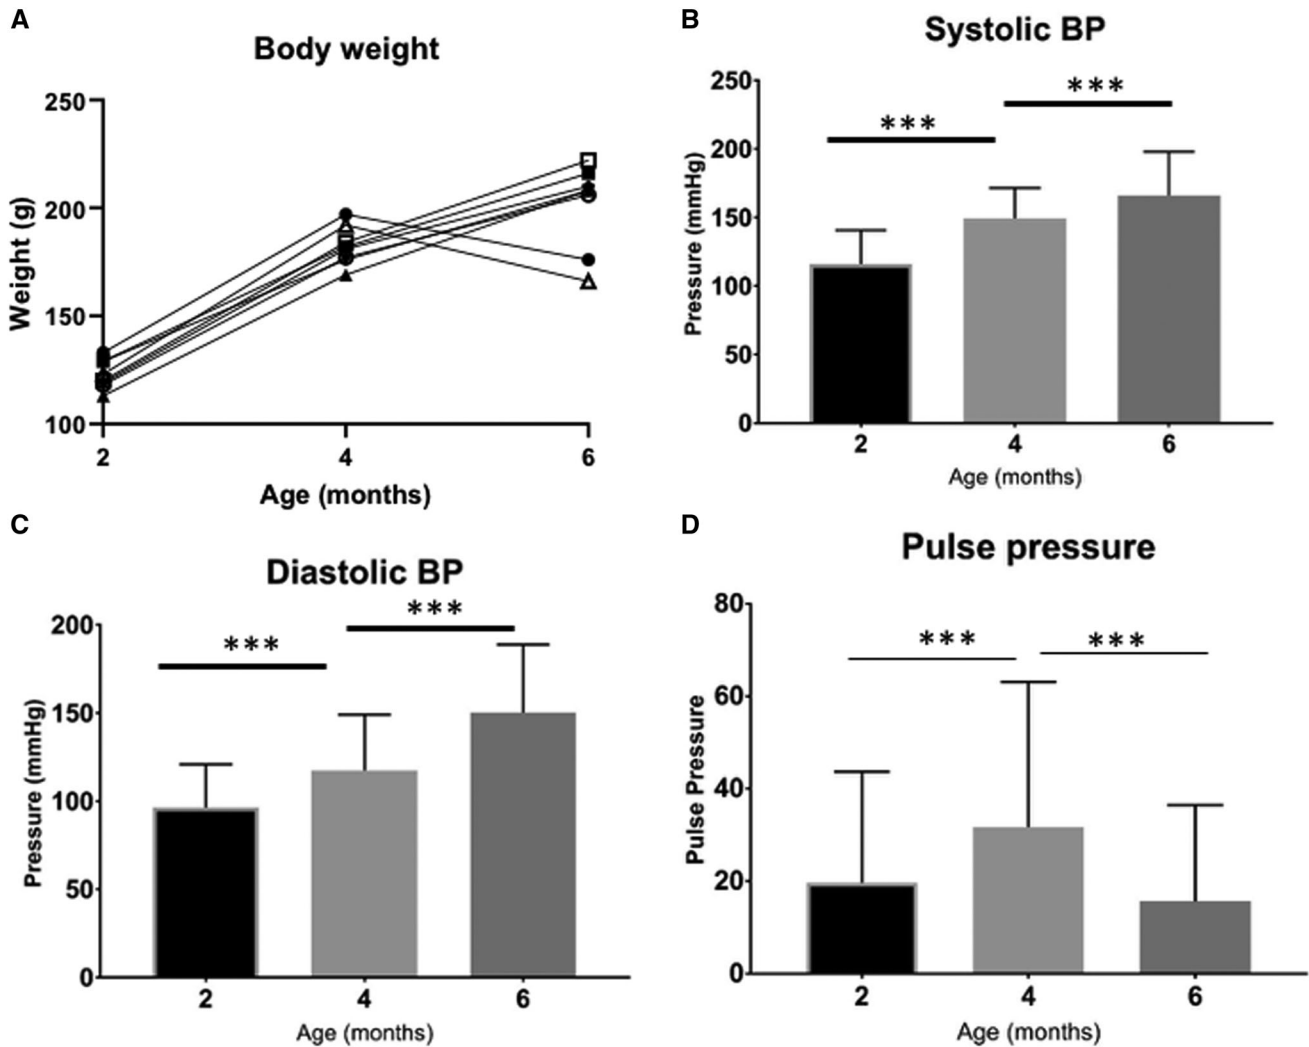 A
Body weight
250
200
150
100
Weight (g)
2
4
6
Age (months)
B
Systolic BP
250
200
150
100
50
0
Pressure (mmHg)
***
***
2
4
6
Age (months)
C
Diastolic BP
200
150
100
50
0
Pressure (mmHg)
***
***
2
4
6
Age (months)
D
Pulse pressure
80
60
40
20
0
Pulse Pressure
***
***
2
4
6
Age (months)